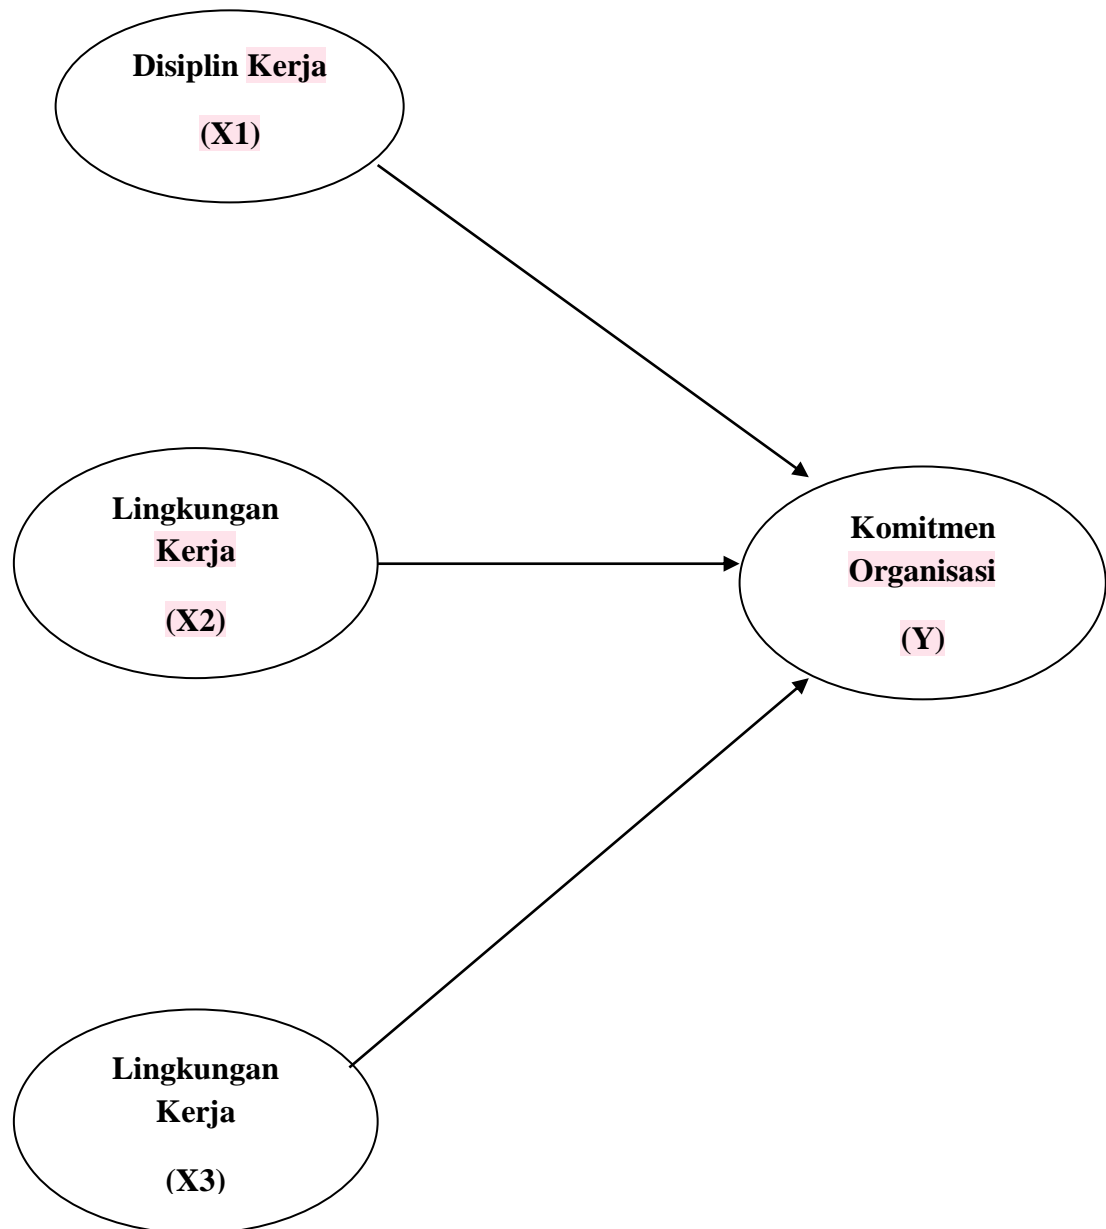 Disiplin Kerja
(X1)
Lingkungan
Kerja
(X2)
Komitmen
Organisasi
(Y)
Lingkungan
Kerja
(X3)